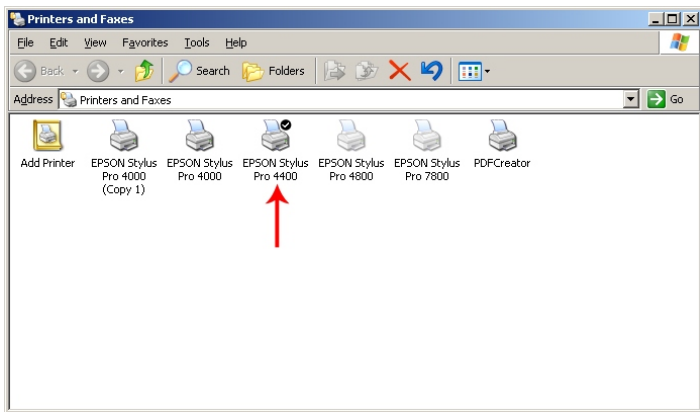 Printers and Faxes
File Edit View Favorites Tools Help
Back Search Folders
Address Printers and Faxes Go
Add Printer EPSON Stylus EPSON Stylus EPSON Stylus EPSON Stylus EPSON Stylus PDFCreator
Pro 4000 Pro 4000 Pro 4400 Pro 4800 Pro 7800
(Copy 1)